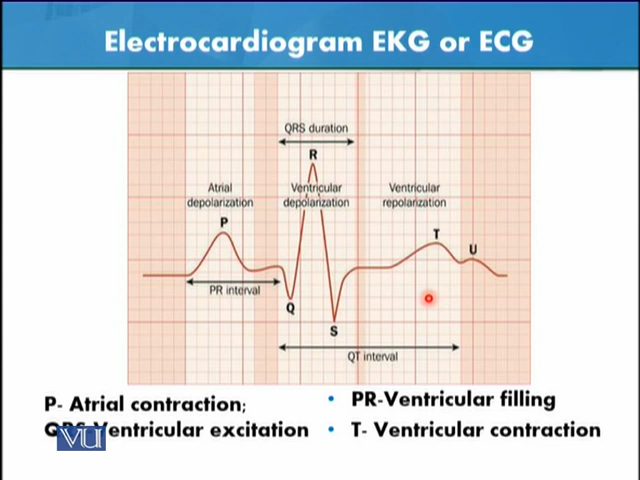 Electrocardiogram EKG or ECG
QRS duration
R
Atrial
depolarization
Ventricular
depolarization
Ventricular
repolarization
P
T
U
PR interval
Q
S
QT interval
P- Atrial contraction;
Ventricular excitation
• PR-Ventricular filling
• T- Ventricular contraction
VU